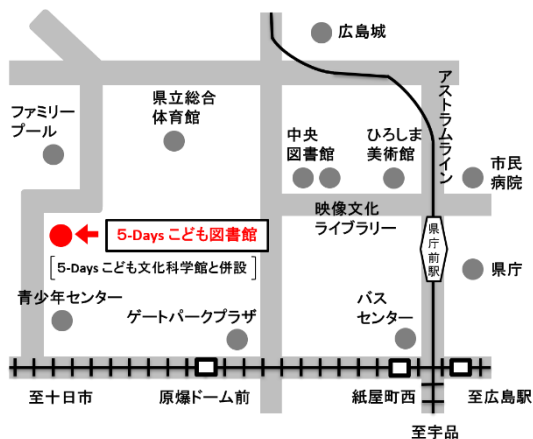 広島城
アストラムライン
県立総合
体育館
ファミリー
プール
中央
図書館
ひろしま
美術館
市民
病院
映像文化
ライブラリー
県庁前駅
5-Days こども図書館
[5-Days こども文化科学館と併設]
県庁
青少年センター
ゲートパークプラザ
バス
センター
至十日市
原爆ドーム前
紙屋町西
至広島駅
至宇品